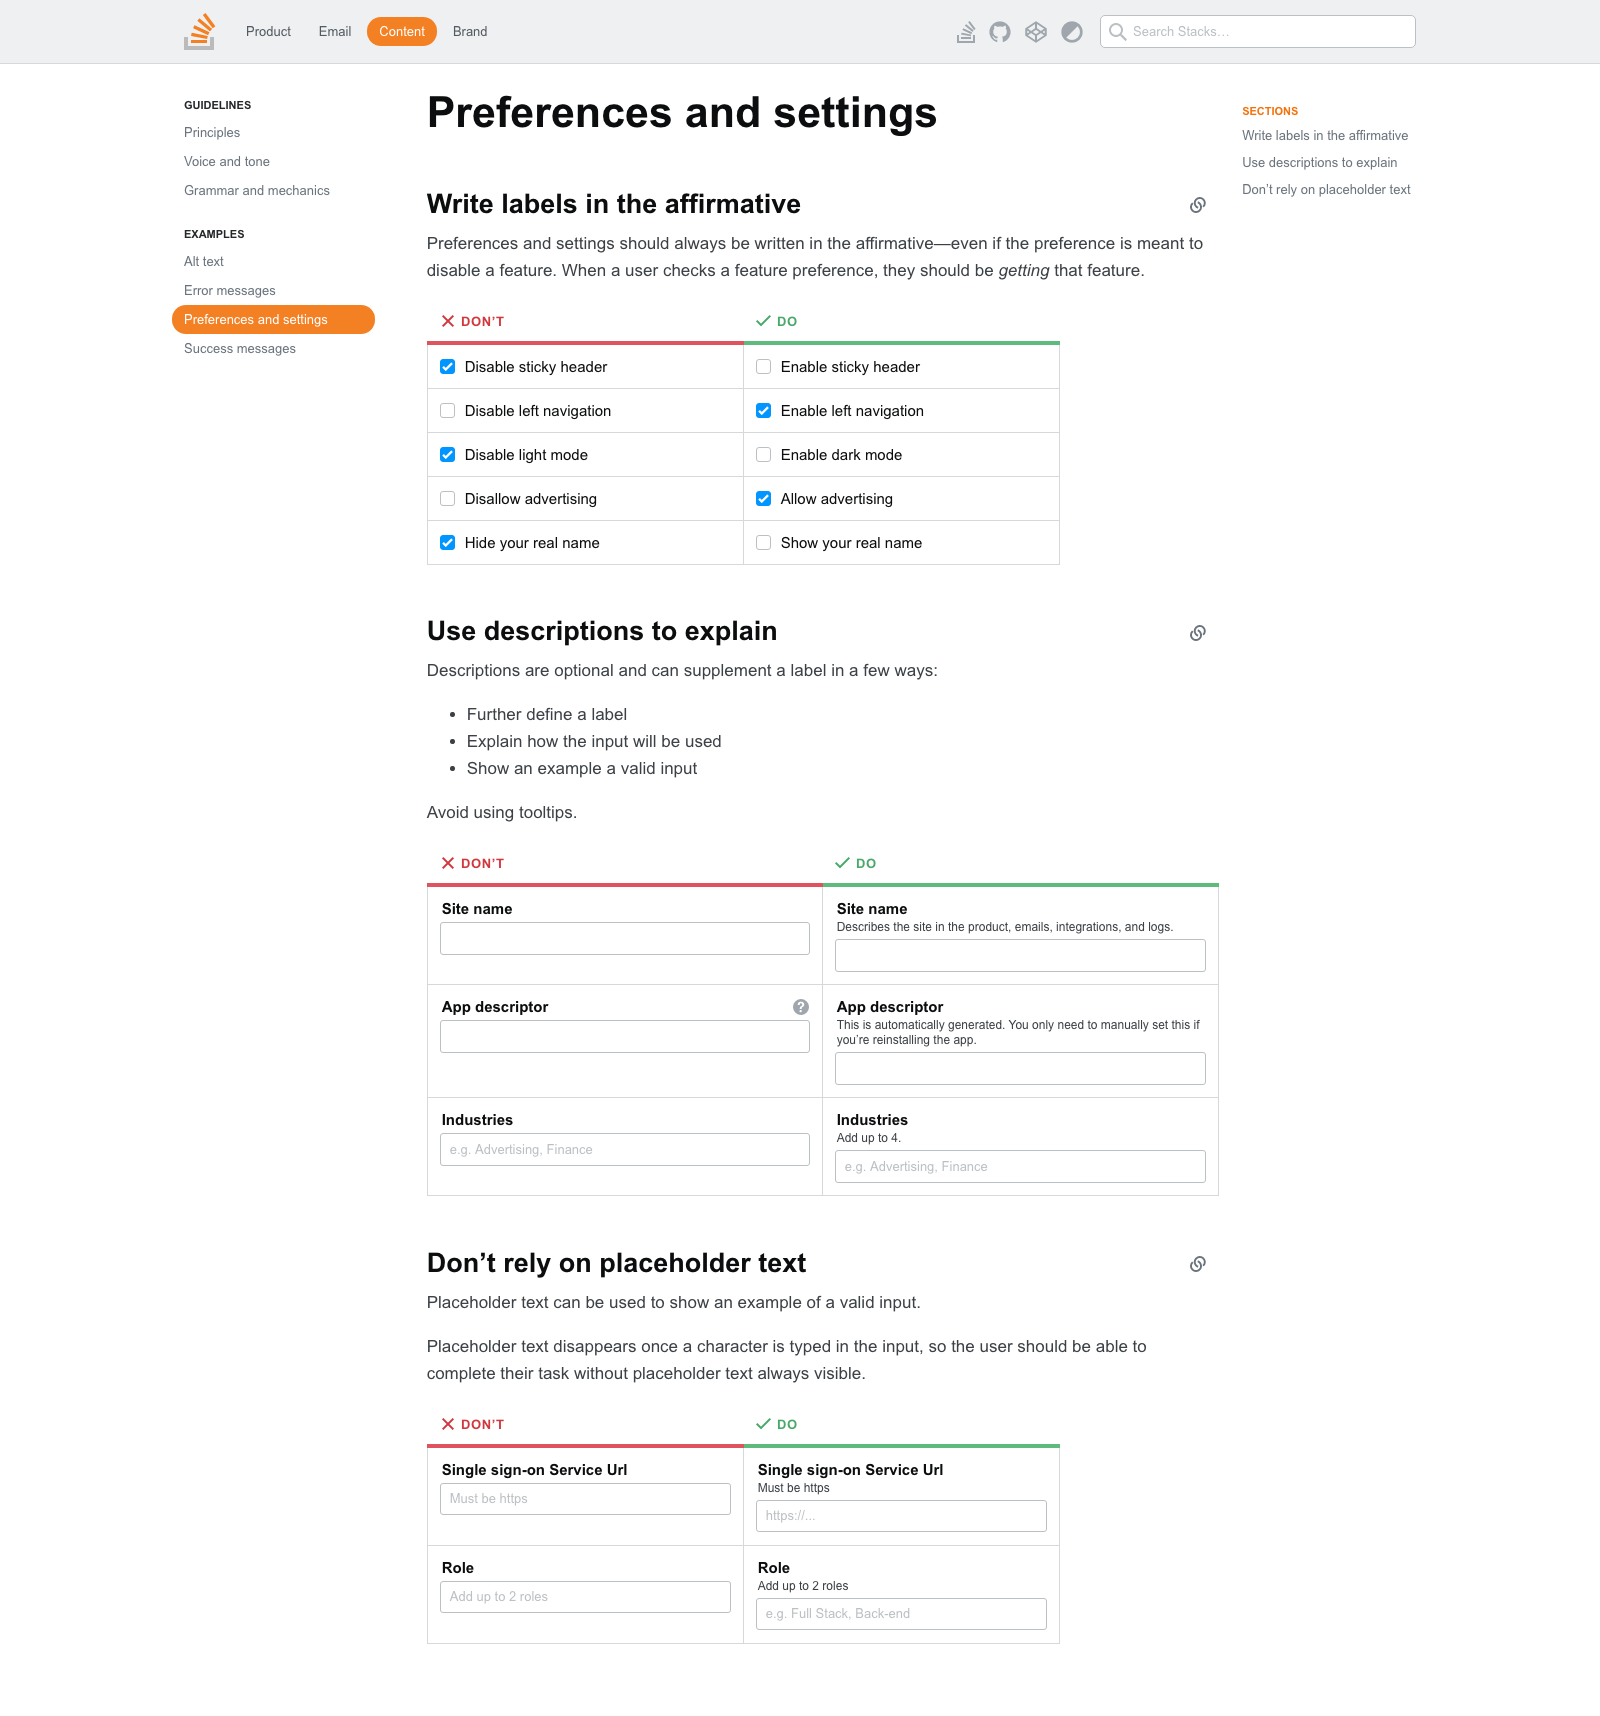 Product Email Content Brand
Search Stacks…
GUIDELINES
Principles
Voice and tone
Grammar and mechanics
EXAMPLES
Alt text
Error messages
Preferences and settings
Success messages
Preferences and settings
SECTIONS
Write labels in the affirmative
Use descriptions to explain
Don’t rely on placeholder text
Write labels in the affirmative
Preferences and settings should always be written in the affirmative—even if the preference is meant to
disable a feature. When a user checks a feature preference, they should be getting that feature.
DON’T DO
Disable sticky header Enable sticky header
Disable left navigation Enable left navigation
Disable light mode Enable dark mode
Disallow advertising Allow advertising
Hide your real name Show your real name
Use descriptions to explain
Descriptions are optional and can supplement a label in a few ways:
• Further define a label
• Explain how the input will be used
• Show an example a valid input
Avoid using tooltips.
DON’T DO
Site name
Site name
Describes the site in the product, emails, integrations, and logs.
App descriptor ?
App descriptor
This is automatically generated. You only need to manually set this if
you’re reinstalling the app.
Industries
e.g. Advertising, Finance
Industries
Add up to 4.
e.g. Advertising, Finance
Don’t rely on placeholder text
Placeholder text can be used to show an example of a valid input.
Placeholder text disappears once a character is typed in the input, so the user should be able to
complete their task without placeholder text always visible.
DON’T DO
Single sign-on Service Url
Must be https
Single sign-on Service Url
Must be https
https://...
Role
Add up to 2 roles
Role
Add up to 2 roles
e.g. Full Stack, Back-end